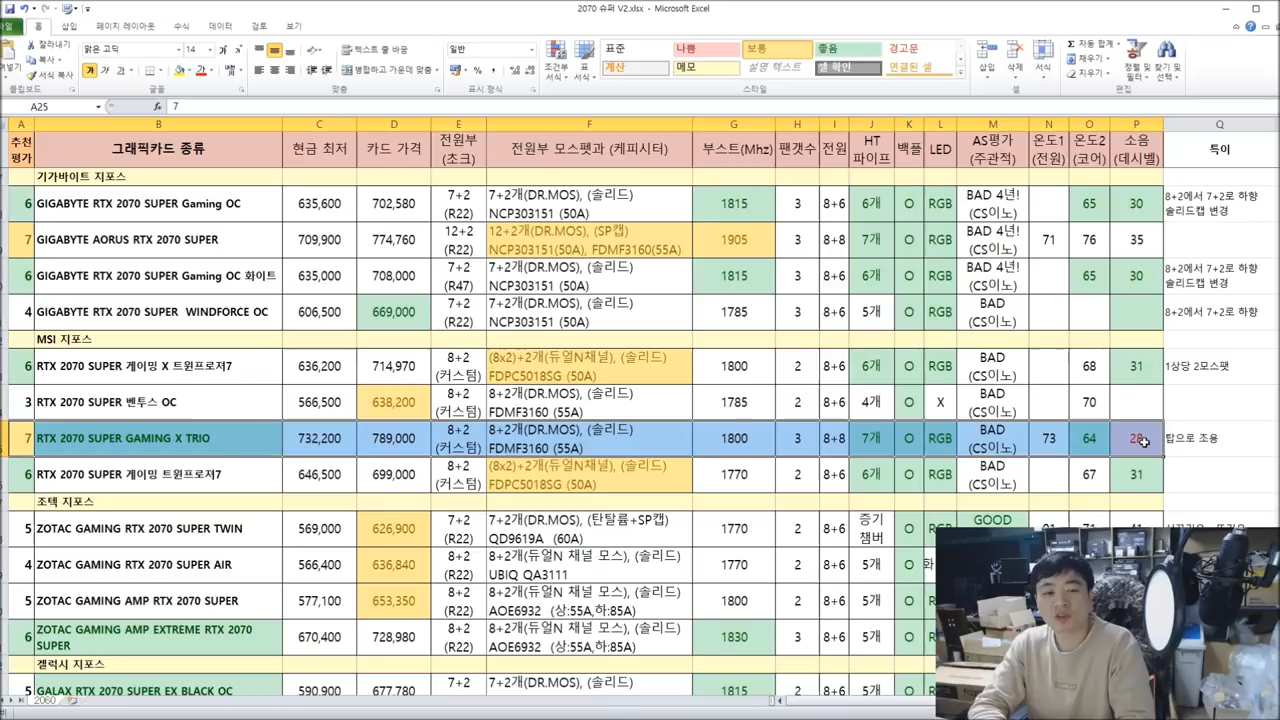 2070 슈퍼 V2.xlsx - Microsoft Excel
파일 홈 삽입 페이지 레이아웃 수식 데이터 검토 보기
잘라내기
복사
서식 복사
클립보드
맑은 고딕 14
가 가 가
글꼴
텍스트 줄 바꿈
병합하고 가운데 맞춤
맞춤
일반
표시 형식
조건부 서식 표 서식
표준 나쁨 보통 좋음 경고문
계산 메모 설명 텍스트 셀 확인 연결된 셀
스타일
삽입 삭제 서식
셀
자동 합계
채우기
지우기
정렬 및 필터 찾기 및 선택
편집
A25 fx 7
A B C D E F G H I J K L M N O P Q
추천 평가 그래픽카드 종류 현금 최저 카드 가격 전원부 (쵸크) 전원부 모스펫과 (케피시터) 부스트(Mhz) 팬갯수 전원 HT 파이프 백플 LED AS평가 (주관적) 온도1 (전원) 온도2 (코어) 소음 (데시벨) 특이
기가바이트 지포스
6 GIGABYTE RTX 2070 SUPER Gaming OC 635,600 702,580 7+2 (R22) 7+2개(DR.MOS), (솔리드) NCP303151 (50A) 1815 3 8+6 6개 O RGB BAD 4년! (CS이노) 65 30 8+2에서 7+2로 하향 솔리드캡 변경
7 GIGABYTE AORUS RTX 2070 SUPER 709,900 774,760 12+2 (R22) 12+2개(DR.MOS), (SP캡) NCP303151(50A), FDMF3160(55A) 1905 3 8+8 7개 O RGB BAD 4년! (CS이노) 71 76 35
6 GIGABYTE RTX 2070 SUPER Gaming OC 화이트 635,000 708,000 7+2 (R47) 7+2개(DR.MOS), (솔리드) NCP303151 (50A) 1815 3 8+6 6개 O RGB BAD 4년! (CS이노) 65 30 8+2에서 7+2로 하향 솔리드캡 변경
4 GIGABYTE RTX 2070 SUPER WINDFORCE OC 606,500 669,000 7+2 (R22) 7+2개(DR.MOS), (솔리드) NCP303151 (50A) 1785 3 8+6 5개 O RGB BAD (CS이노) 8+2에서 7+2로 하향
MSI 지포스
6 RTX 2070 SUPER 게이밍 X 트윈프로져7 636,200 714,970 8+2 (커스텀) (8x2)+2개(듀얼N채널), (솔리드) FDPC5018SG (50A) 1800 2 8+6 6개 O RGB BAD (CS이노) 68 31 1상당 2모스팻
3 RTX 2070 SUPER 벤투스 OC 566,500 638,200 8+2 (커스텀) 8+2개(DR.MOS), (솔리드) FDMF3160 (55A) 1785 2 8+6 4개 O X BAD (CS이노) 70
7 RTX 2070 SUPER GAMING X TRIO 732,200 789,000 8+2 (커스텀) 8+2개(DR.MOS), (솔리드) FDMF3160 (55A) 1800 3 8+8 7개 O RGB BAD (CS이노) 73 64 탑으로 조용
6 RTX 2070 SUPER 게이밍 트윈프로져7 646,500 699,000 8+2 (커스텀) (8x2)+2개(듀얼N채널), (솔리드) FDPC5018SG (50A) 1770 2 8+6 6개 O RGB BAD (CS이노) 67 31
조텍 지포스
5 ZOTAC GAMING RTX 2070 SUPER TWIN 569,000 626,900 7+2 (R22) 7+2개(DR.MOS), (탄탈륨+SP캡) QD9619A (60A) 1770 2 8+6 증기 챔버 O GOOD
4 ZOTAC GAMING RTX 2070 SUPER AIR 566,400 636,840 8+2 (R22) 8+2개(듀얼N 채널 모스), (솔리드) UBIQ QA3111 1770 2 8+6 5개 O
5 ZOTAC GAMING AMP RTX 2070 SUPER 577,100 653,350 8+2 (R22) 8+2개(듀얼N 채널 모스), (솔리드) AOE6932 (상:55A,하:85A) 1800 2 8+6 5개 O
6 ZOTAC GAMING AMP EXTREME RTX 2070 SUPER 670,400 728,980 8+2 (R22) 8+2개(듀얼N 채널 모스), (솔리드) AOE6932 (상:55A,하:85A) 1830 3 8+6 5개 O
겔럭시 지포스
5 GALAX RTX 2070 SUPER EX BLACK OC 590,900 677,780 7+2 7+2개(DR.MOS), (솔리드) 1815 2 8+6 5개 O
2060